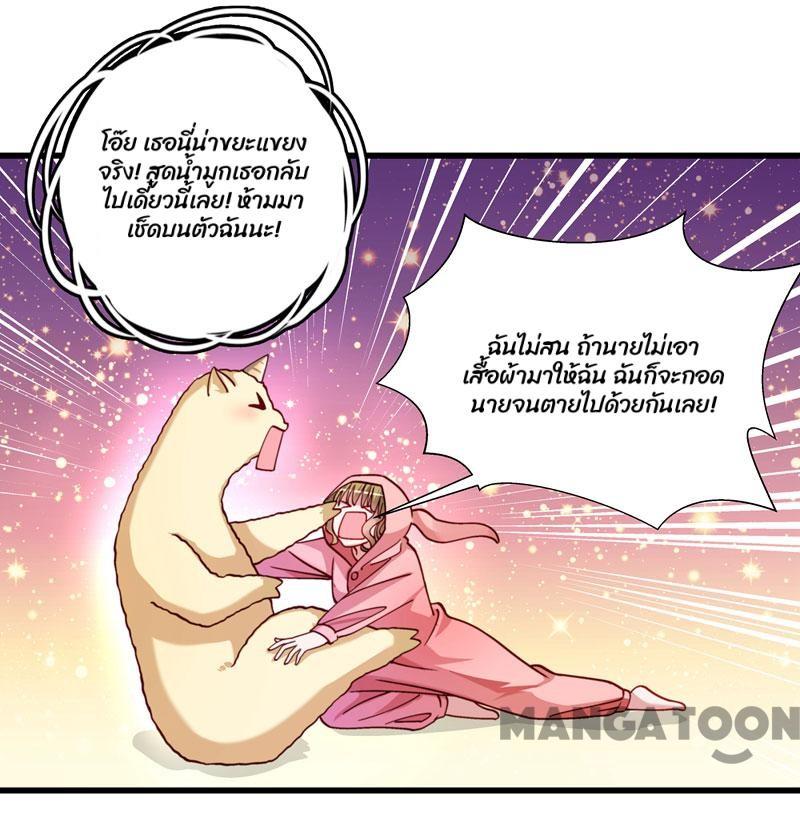 โอ๊ย เธอนี่น่าขยะแขยง
จริง! สูดน้ำมูกเธอกลับ
ไปเดี๋ยวนี้เลย! ห้ามมา
เช็ดบนตัวฉันนะ!
ฉันไม่สน ถ้านายไม่เอา
เสื้อผ้ามาให้ฉัน ฉันก็จะกอด
นายจนตายไปด้วยกันเลย!
MANGATOON